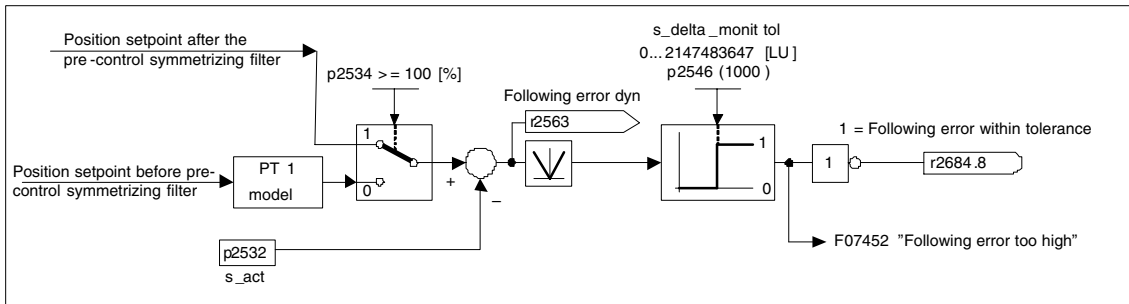 Position setpoint after the
pre-control symmetrizing filter
p2534 >= 100 [%]
s_delta_monit tol
0...2147483647 [LU]
p2546 (1000)
Following error dyn
r2563
1
0
Position setpoint before pre-
control symmetrizing filter
PT 1
model
+
–
1
0
1
1 = Following error within tolerance
r2684.8
p2532
s_act
F07452 "Following error too high"